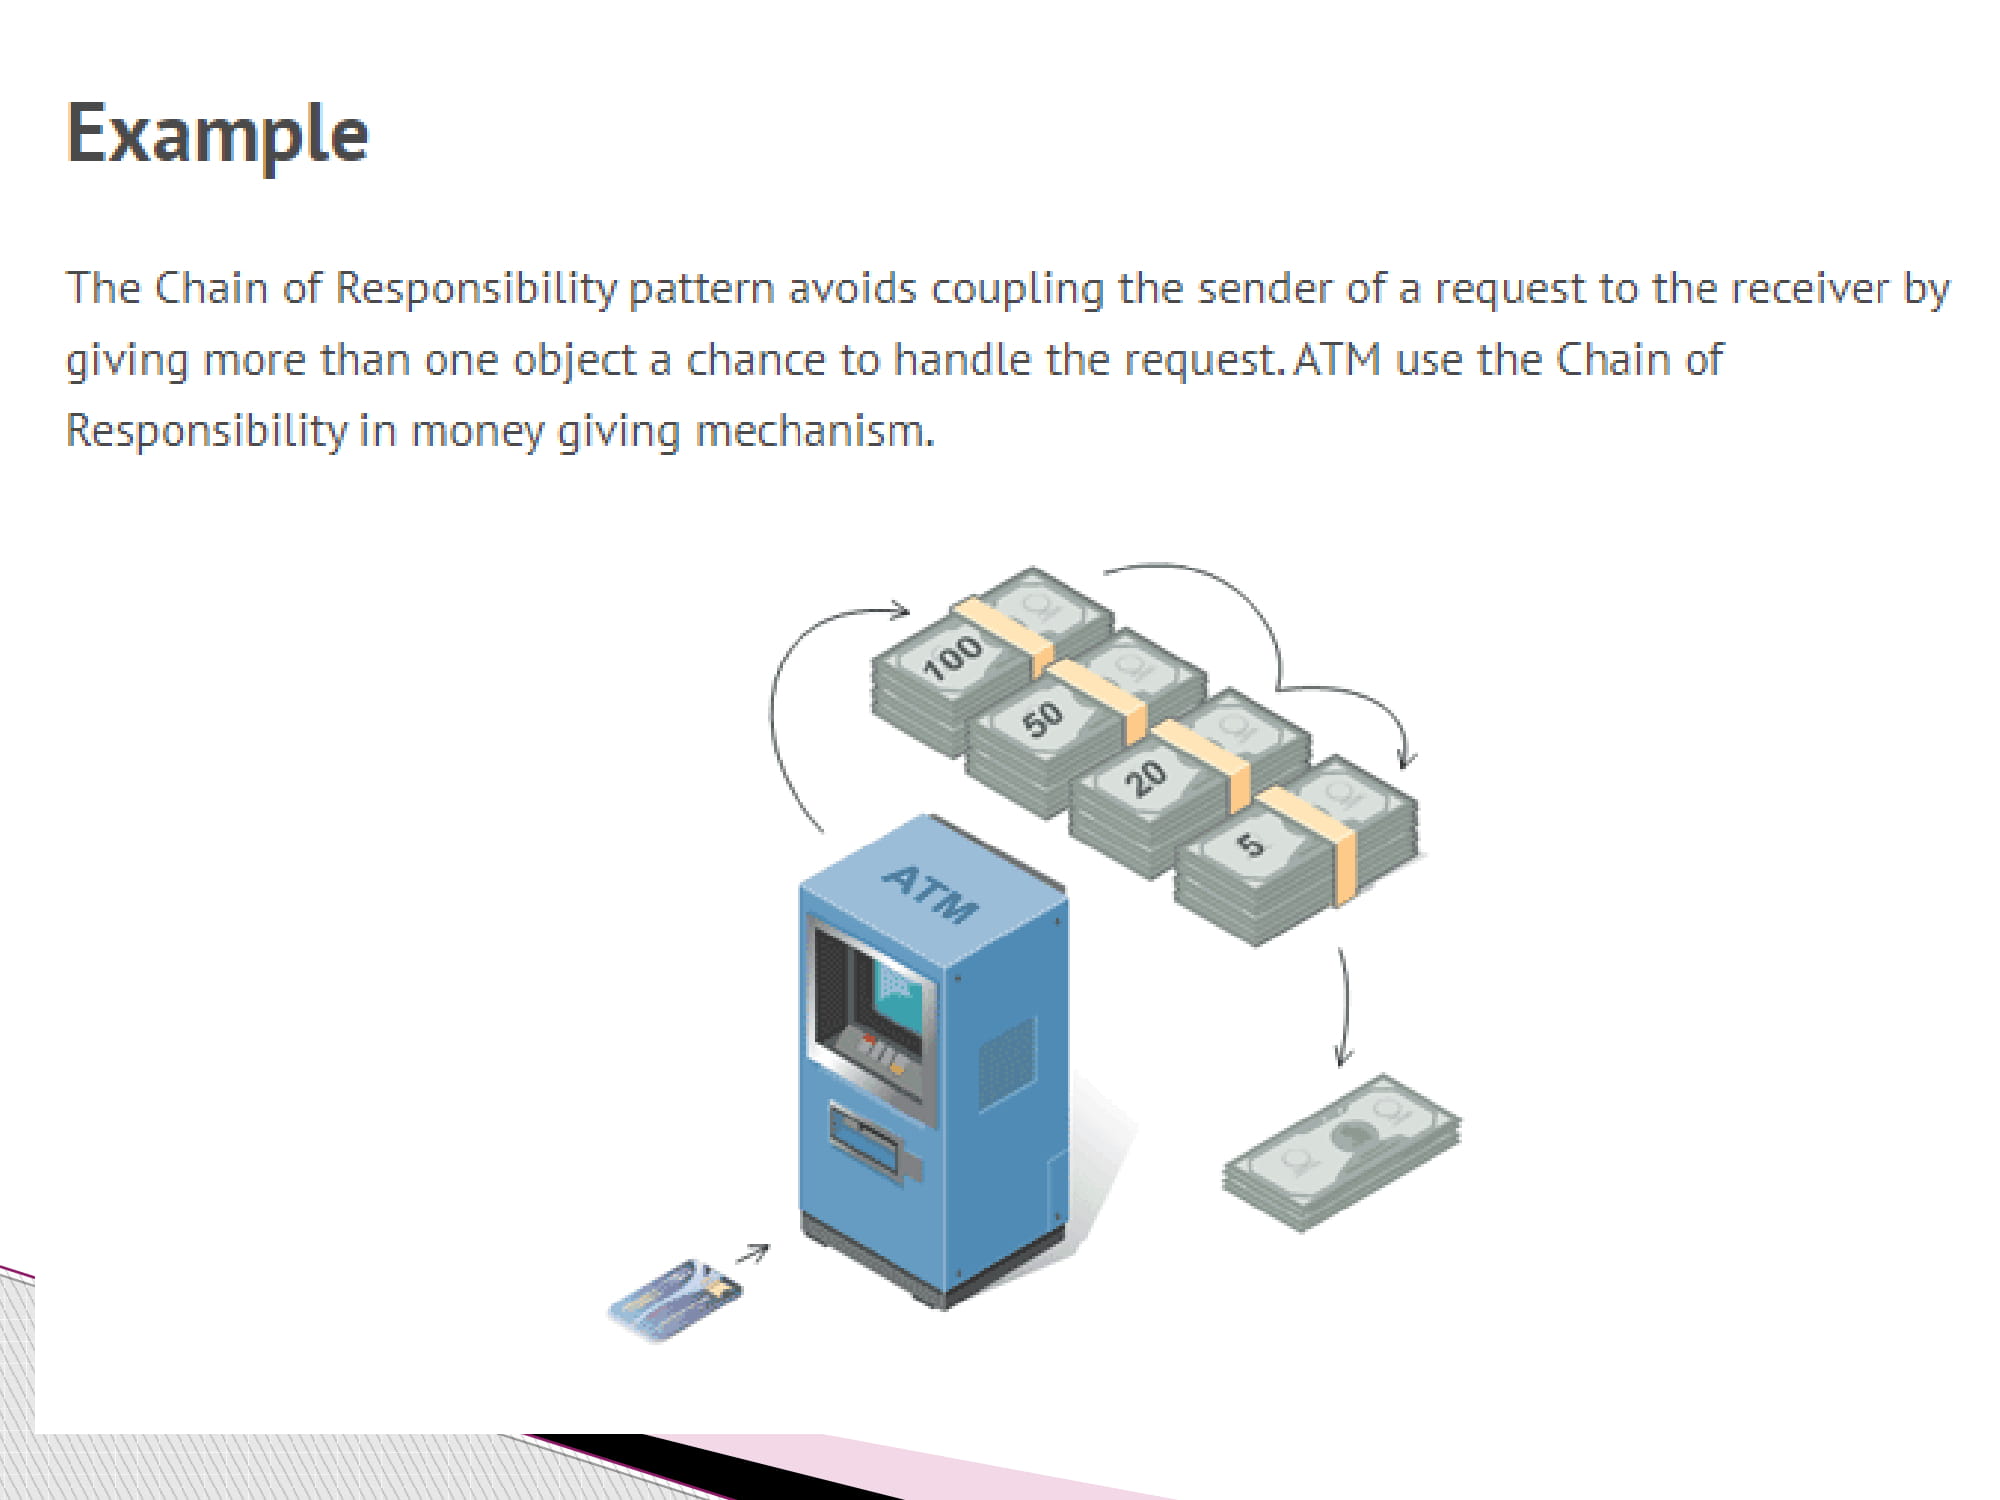 Example
The Chain of Responsibility pattern avoids coupling the sender of a request to the receiver by
giving more than one object a chance to handle the request. ATM use the Chain of
Responsibility in money giving mechanism.
100
50
20
5
ATM